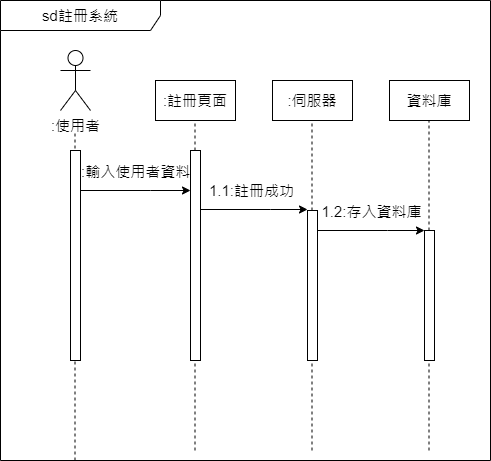 sd註冊系統
:使用者
:註冊頁面
:伺服器
資料庫
:輸入使用者資料
1.1:註冊成功
1.2:存入資料庫